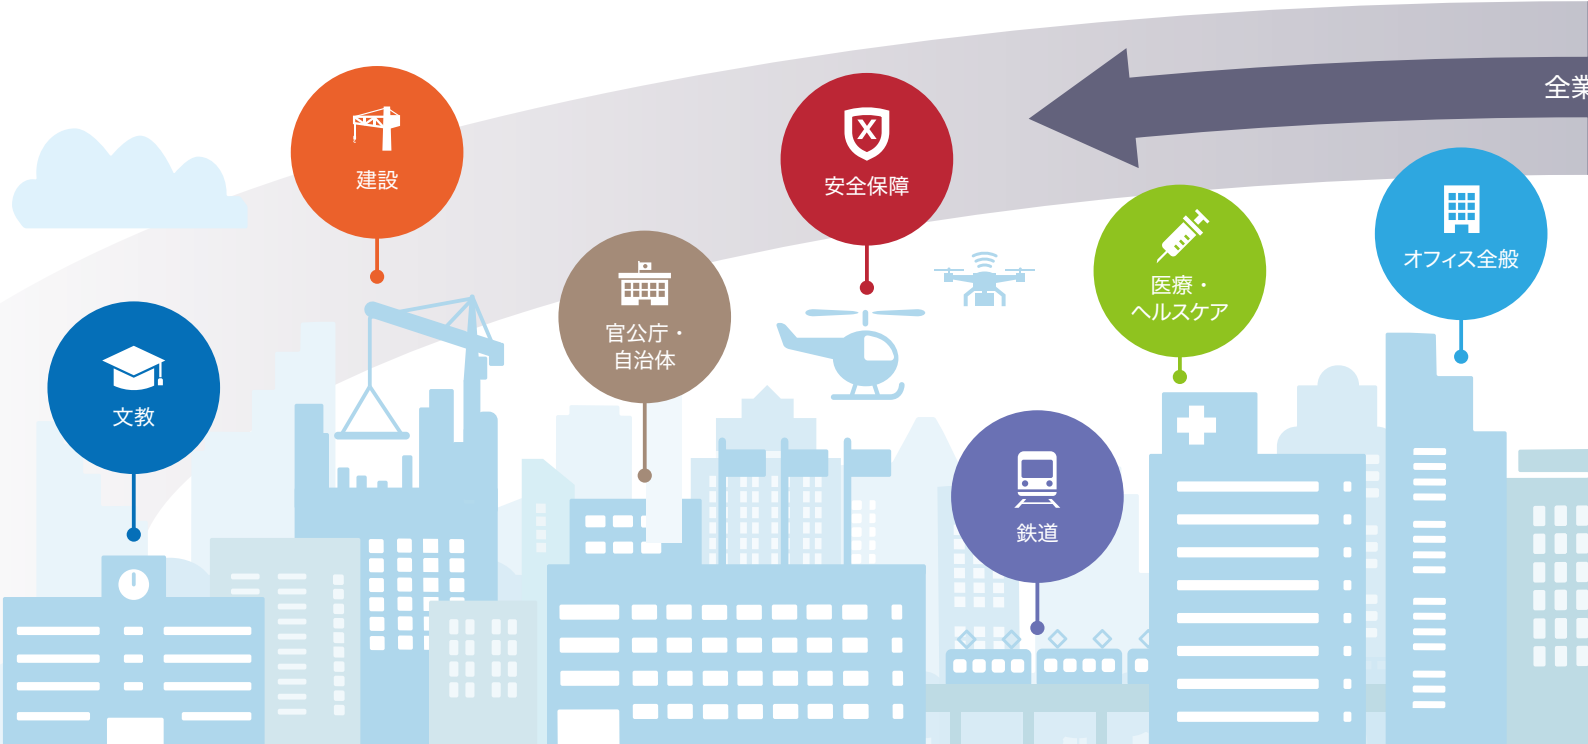 全業
建設
安全保障
オフィス全般
医療・
ヘルスケア
官公庁・
自治体
文教
鉄道
X